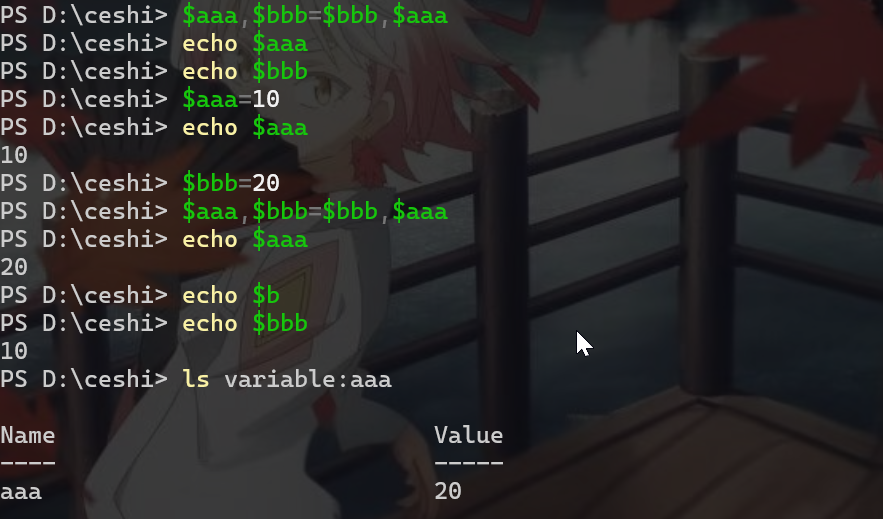 PS D:\ceshi> $aaa,$bbb=$bbb,$aaa
PS D:\ceshi> echo $aaa
PS D:\ceshi> echo $bbb
PS D:\ceshi> $aaa=10
PS D:\ceshi> echo $aaa
10
PS D:\ceshi> $bbb=20
PS D:\ceshi> $aaa,$bbb=$bbb,$aaa
PS D:\ceshi> echo $aaa
20
PS D:\ceshi> echo $b
PS D:\ceshi> echo $bbb
10
PS D:\ceshi> ls variable:aaa
Name Value
---- -----
aaa 20